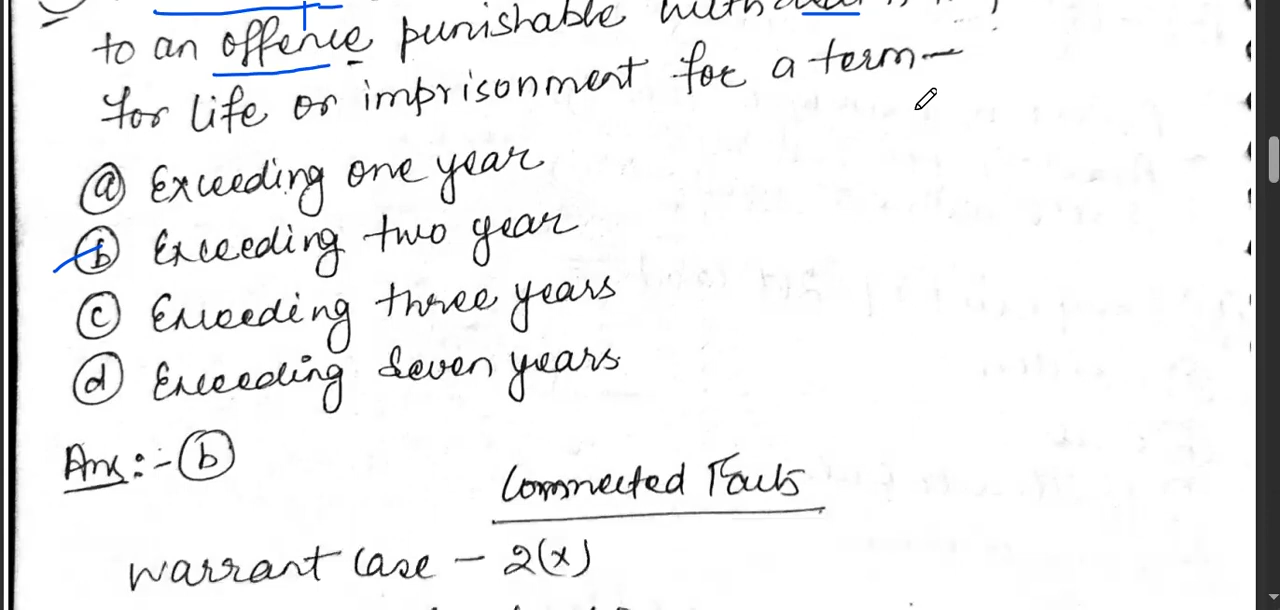 to an offence punishable with
for life or imprisonment for a term—
(a) Exceeding one year
(b) Exceeding two year
(c) Exceeding three years
(d) Exceeding Seven years.
Ans:- (b)
Connected Facts
Warrant Case - 2(x)